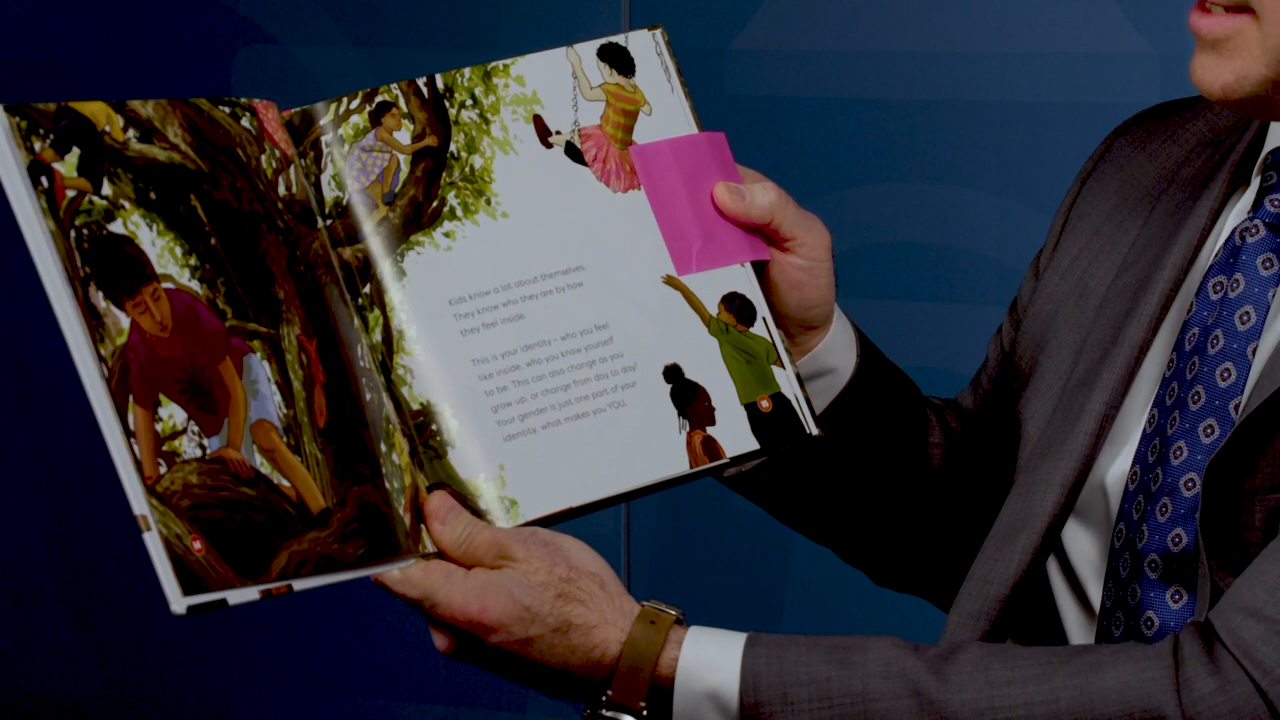 Kids know a lot about themselves.
They know who they are by how
they feel inside.
This is your identity – who you feel
like inside, who you know yourself
to be. This can also change as you
grow up, or change from day to day!
Your gender is just one part of your
identity, what makes you YOU.